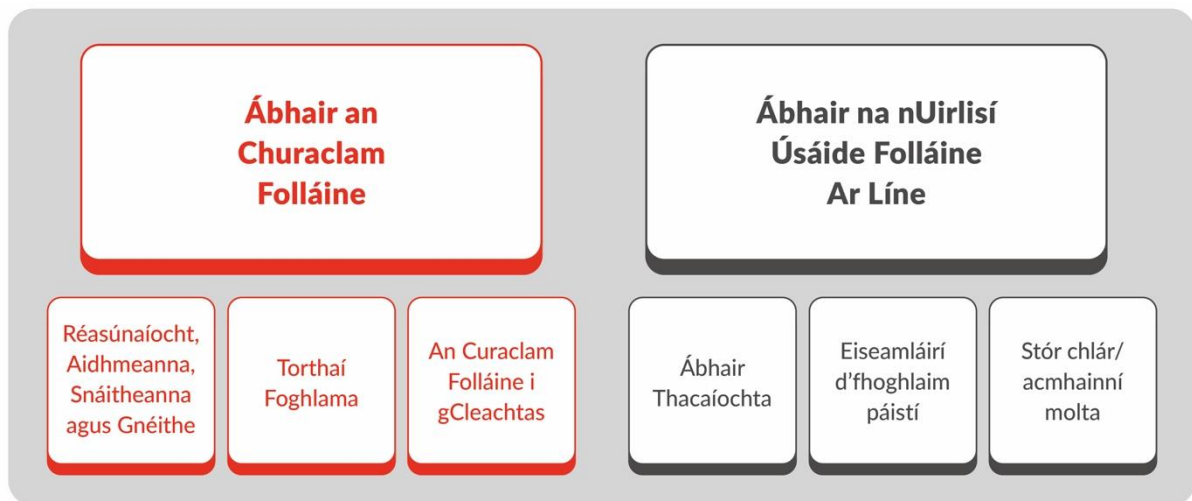 Ábhair an
Churaclam
Folláine
Ábhair na nUirlisí
Úsáide Folláine
Ar Líne
Réasúnaíocht,
Aidhmeanna,
Snáitheanna
agus Gnéithe
Torthaí
Foghlama
An Curaclam
Folláine i
gCleachtas
Ábhair
Thacaíochta
Eiseamláirí
d’fhoghlaim
páistí
Stór chlár/
acmhainní
molta